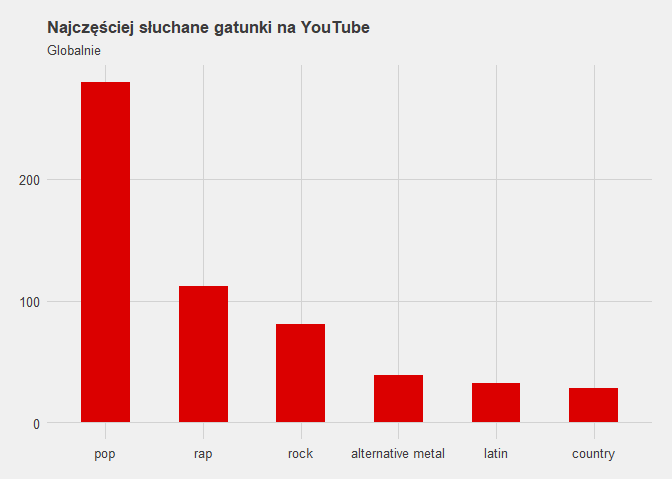 Najczęściej słuchane gatunki na YouTube
Globalnie
200
100
0
pop rap rock alternative metal latin country